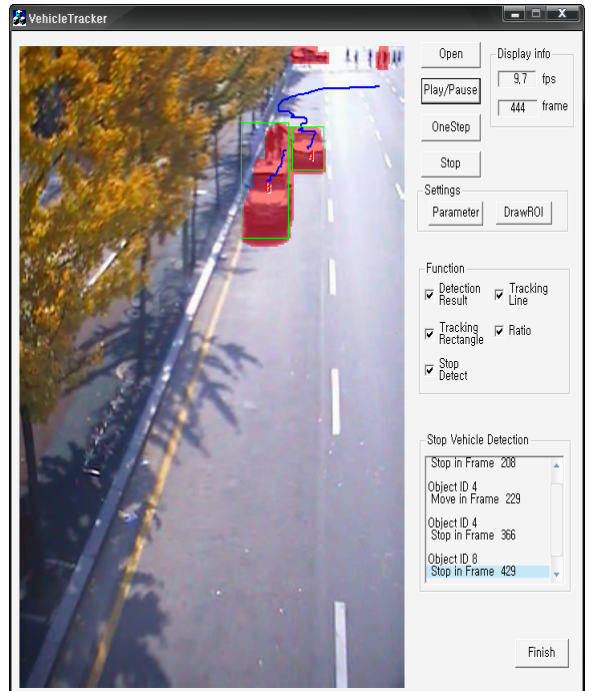 VehicleTracker
Open
Display info
9,7 fps
Play/Pause
444 frame
OneStep
Stop
Settings
Parameter
DrawROI
Function
Detection
Result
Tracking
Line
Tracking
Rectangle
Ratio
Stop
Detect
Stop Vehicle Detection
Stop in Frame 208
Object ID 4
Move in Frame 229
Object ID 4
Stop in Frame 366
Object ID 8
Stop in Frame 429
Finish